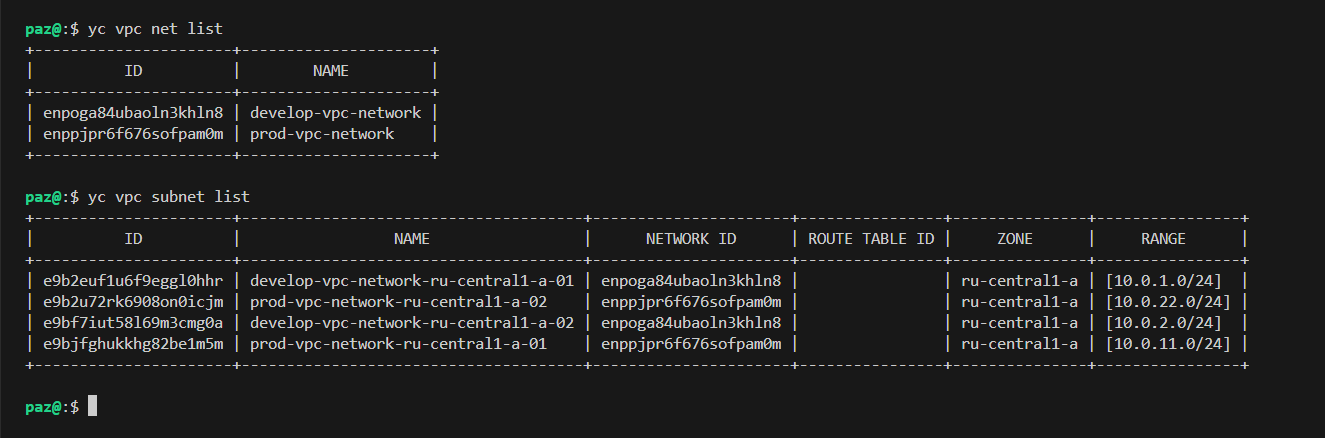 paz@:$ yc vpc net list
+----------------------+---------------------+
|          ID          |        NAME         |
+----------------------+---------------------+
| enpoga84ubaoln3khln8 | develop-vpc-network |
| enppjpr6f676sofpam0m | prod-vpc-network    |
+----------------------+---------------------+
paz@:$ yc vpc subnet list
+----------------------+-------------------------------------+----------------------+----------------+---------------+----------------+
|          ID          |                NAME                 |      NETWORK ID      | ROUTE TABLE ID |     ZONE      |     RANGE      |
+----------------------+-------------------------------------+----------------------+----------------+---------------+----------------+
| e9b2euf1u6f9eggl0hhr | develop-vpc-network-ru-central1-a-01 | enpoga84ubaoln3khln8 |                | ru-central1-a | [10.0.1.0/24]  |
| e9b2u72rk6908on0icjm | prod-vpc-network-ru-central1-a-02    | enppjpr6f676sofpam0m |                | ru-central1-a | [10.0.22.0/24] |
| e9bf7iut58l69m3cmg0a | develop-vpc-network-ru-central1-a-02 | enpoga84ubaoln3khln8 |                | ru-central1-a | [10.0.2.0/24]  |
| e9bjfghukkhg82be1m5m | prod-vpc-network-ru-central1-a-01    | enppjpr6f676sofpam0m |                | ru-central1-a | [10.0.11.0/24] |
+----------------------+-------------------------------------+----------------------+----------------+---------------+----------------+
paz@:$